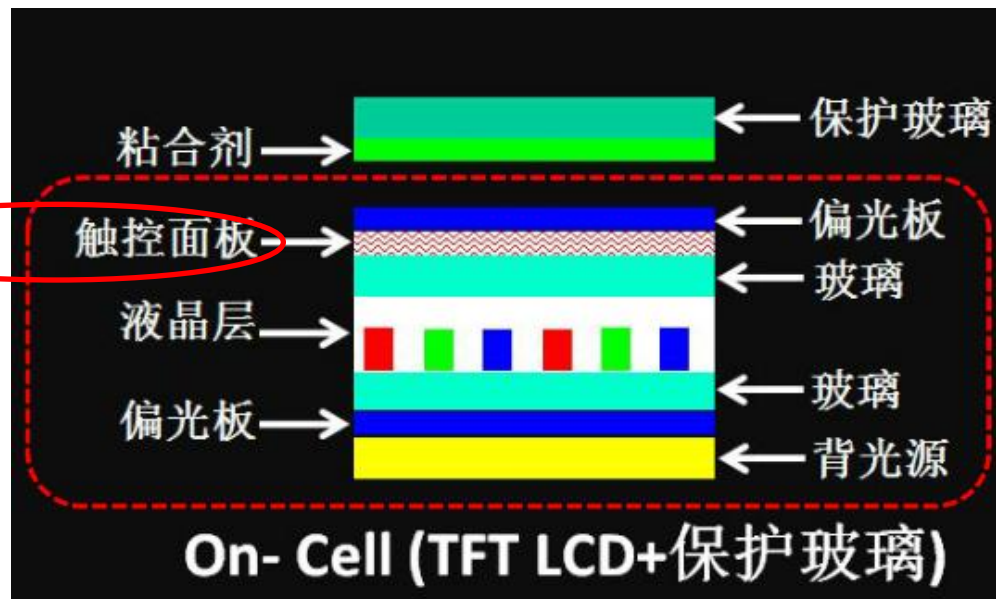 保护玻璃
粘合剂
偏光板
触控面板
玻璃
液晶层
玻璃
偏光板
背光源
On- Cell (TFT LCD+保护玻璃)